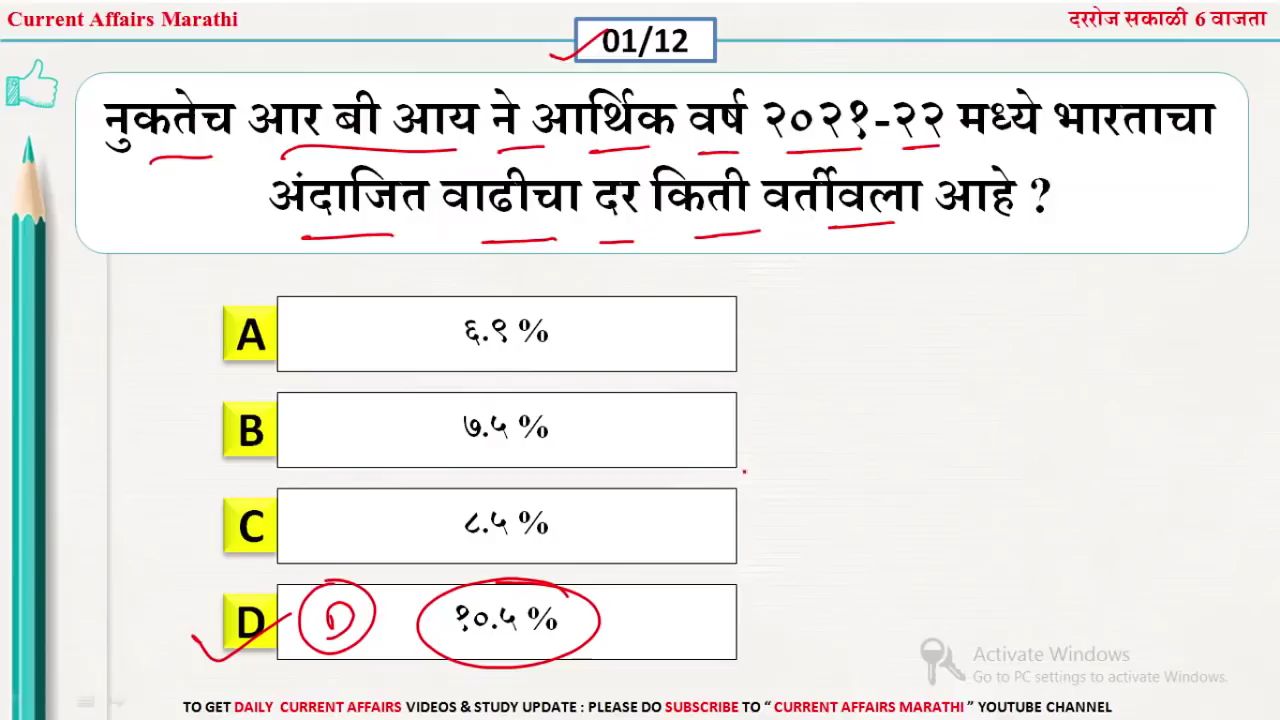 Current Affairs Marathi
दररोज सकाळी 6 वाजता
01/12
नुकतेच आर बी आय ने आर्थिक वर्ष २०२१-२२ मध्ये भारताचा
अंदाजित वाढीचा दर किती वर्तीवला आहे ?
A ६.९ %
B ७.५ %
C ८.५ %
D D १०.५ %
Activate Windows
Go to PC settings to activate Windows.
TO GET DAILY CURRENT AFFAIRS VIDEOS & STUDY UPDATE : PLEASE DO SUBSCRIBE TO “ CURRENT AFFAIRS MARATHI ” YOUTUBE CHANNEL